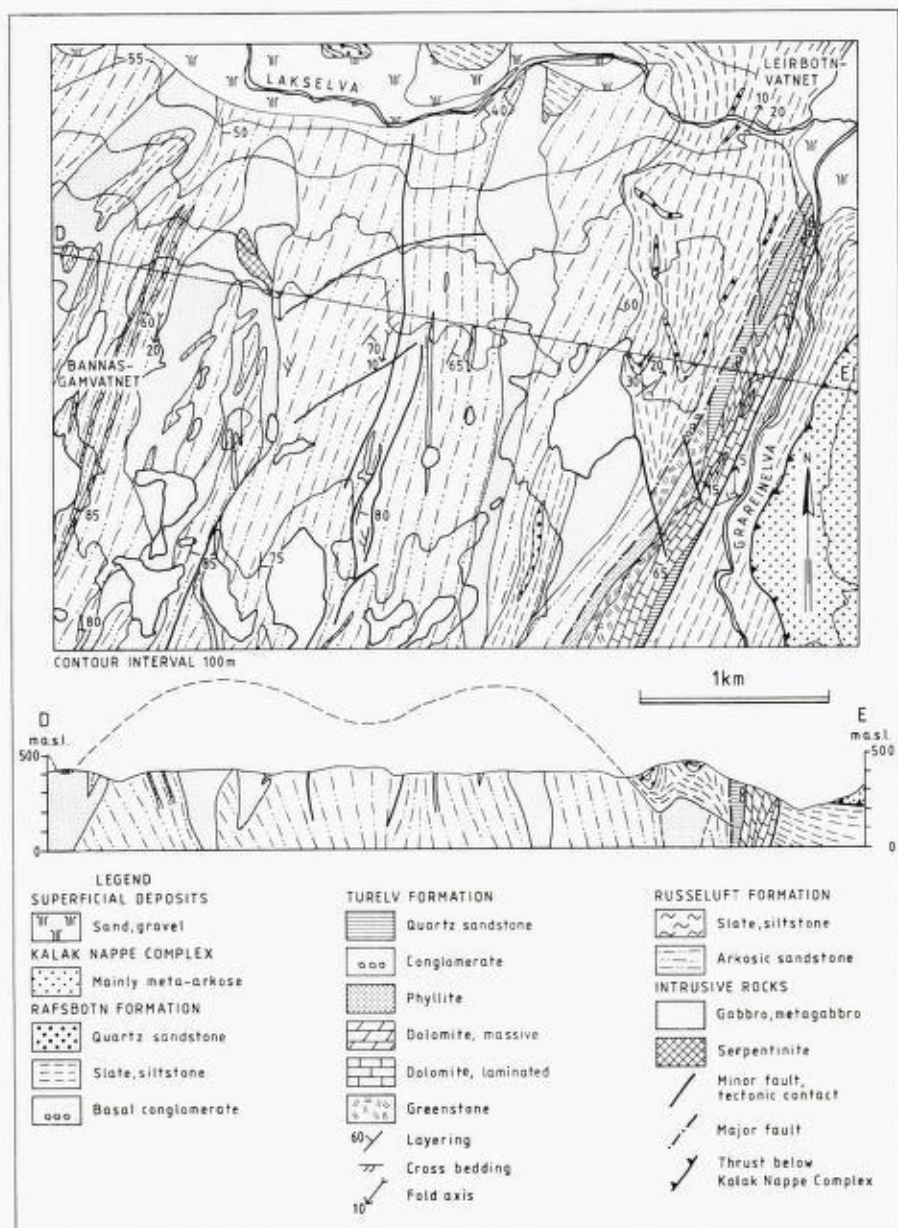 55
LAKSELVA
LEIRBOTN-
VATNET
10
20
40
50
D
60
20
60
BANNAS-
GAMVATNET
70
10
65
20
30
E
GRARFINELVA
N
85
80
5
5
85
75
65
80
CONTOUR INTERVAL 100m
1km
D
m.a.s.l.
500
0
E
m.a.s.l.
500
0
LEGEND
SUPERFICIAL DEPOSITS
Sand, gravel
KALAK NAPPE COMPLEX
Mainly meta-arkose
RAFSBOTN FORMATION
Quartz sandstone
Slate, siltstone
Basal conglomerate
TURELV FORMATION
Quartz sandstone
Conglomerate
Phyllite
Dolomite, massive
Dolomite, laminated
Greenstone
60 Layering
Cross bedding
10 Fold axis
RUSSELUFT FORMATION
Slate, siltstone
Arkosic sandstone
INTRUSIVE ROCKS
Gabbro, metagabbro
Serpentinite
Minor fault,
tectonic contact
Major fault
Thrust below
Kalak Nappe Complex